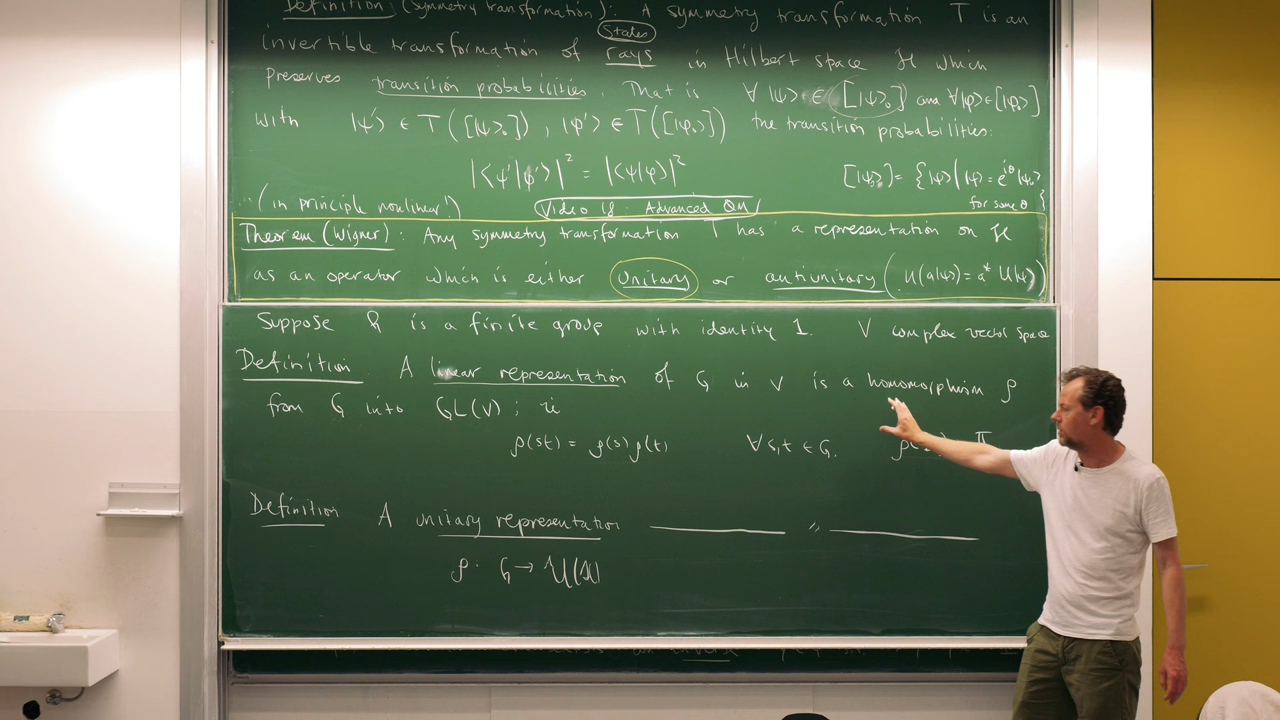 Definition (Symmetry transformation): A symmetry transformation T is an
States
invertible transformation of rays in Hilbert space ℋ which
preserves transition probabilities. That is ∀ |ψ> ∈ [|ψ>₀] and ∀|φ>∈[|φ₀>]
with |ψ'> ∈ T([|ψ>₀]), |φ'> ∈ T([|φ₀>]) the transition probabilities:
|<ψ'|φ'>|² = |<ψ|φ>|² [|ψ₀>] = {|ψ>| |ψ> = e^{iθ}|ψ₀>
(in principle nonlinear!) Video 18: Advanced QM for some θ }
Theorem (Wigner): Any symmetry transformation T has a representation on ℋ
as an operator which is either unitary or antiunitary (U(a|ψ>) = a* U|ψ>)
Suppose G is a finite group with identity 1. V complex vector space
Definition. A linear representation of G in V is a homomorphism ρ
from G into GL(V); ie
ρ(st) = ρ(s)ρ(t) ∀s,t ∈ G.
Definition A unitary representation ——— " ———
ρ: G → U(ℋ)